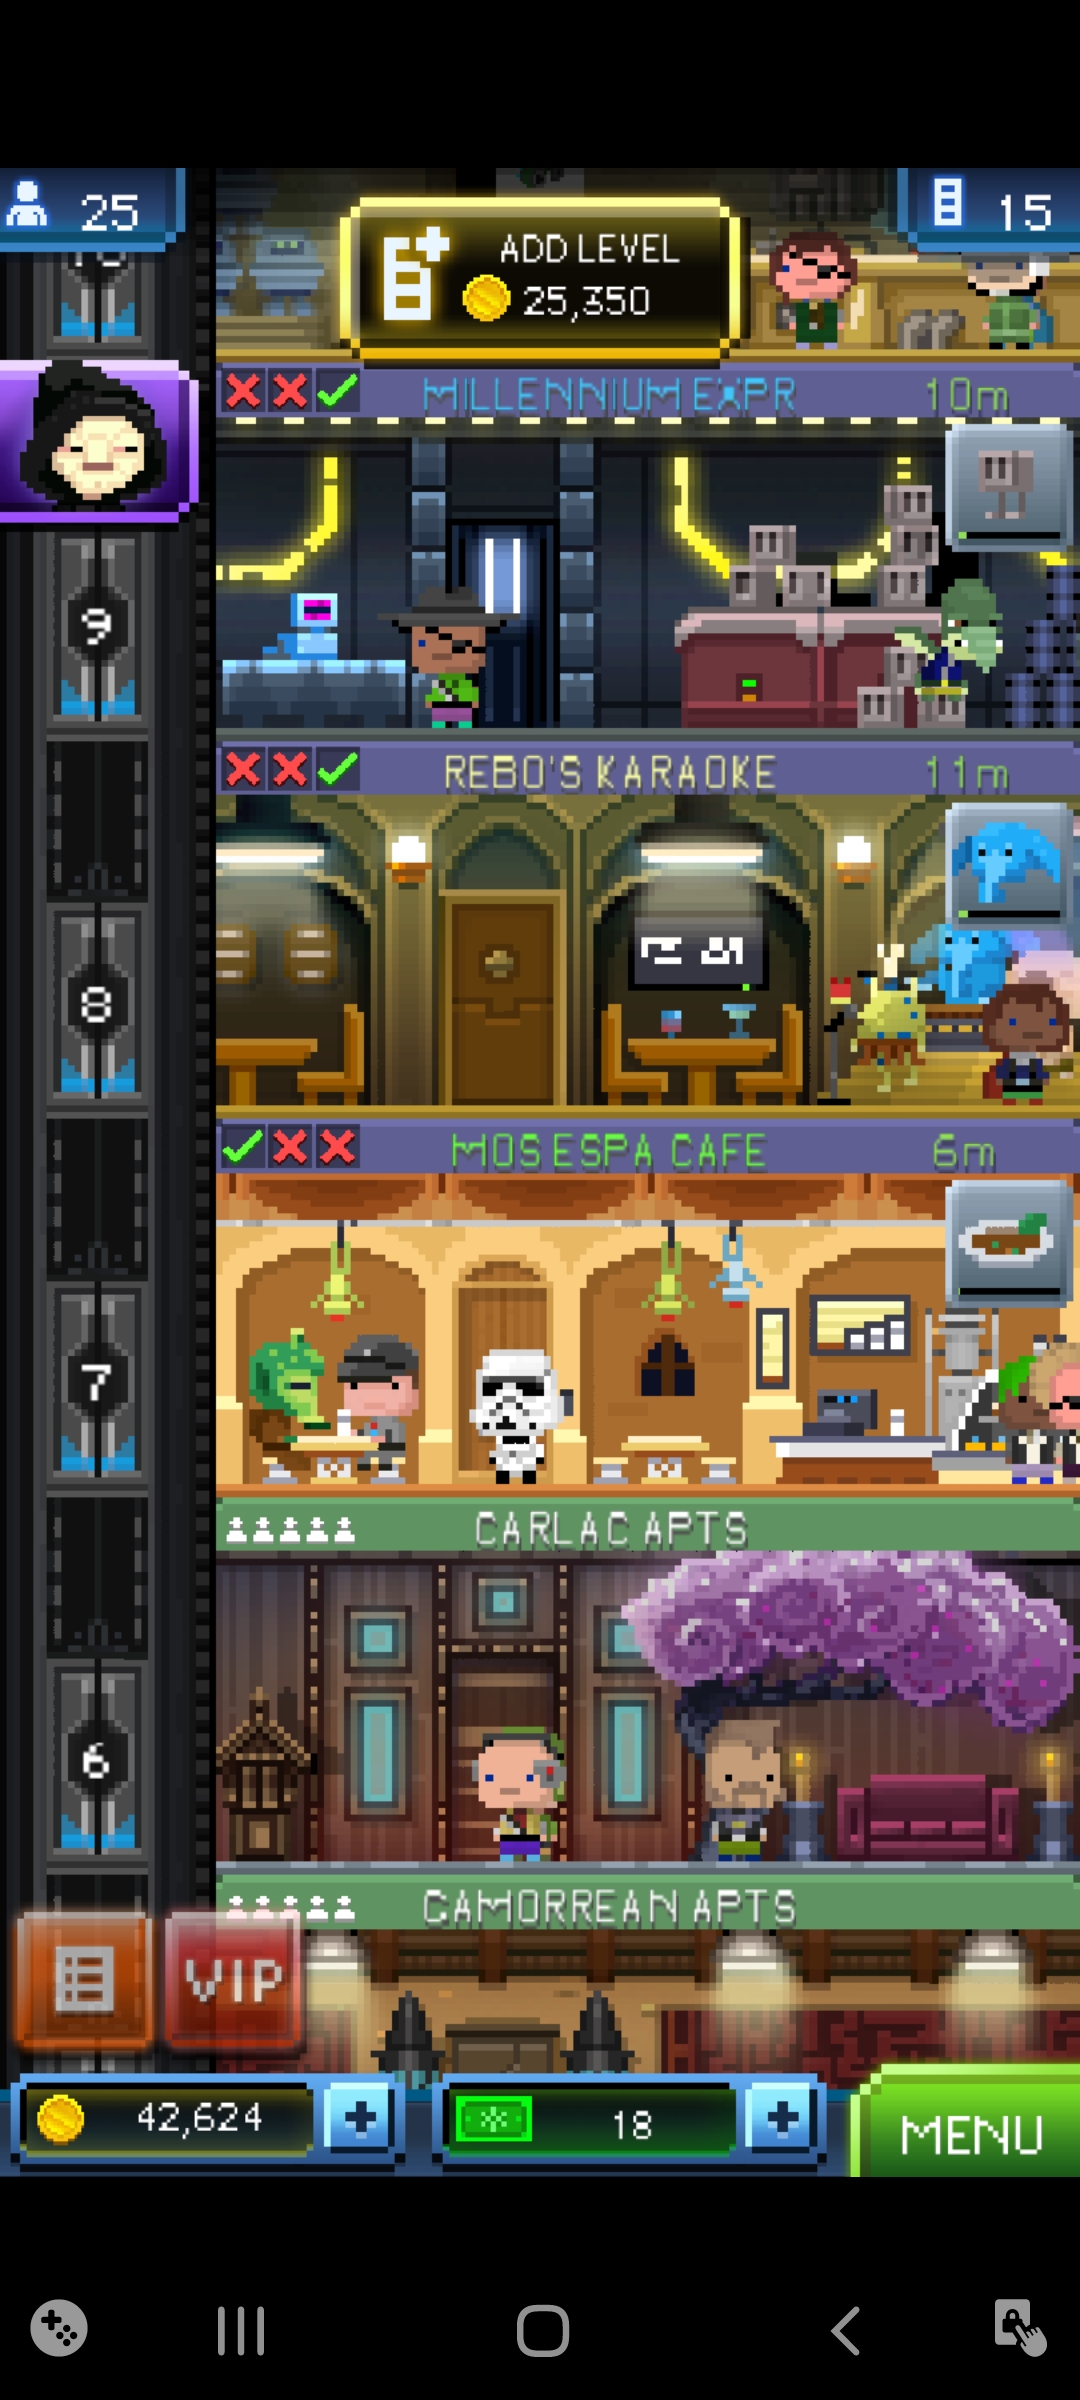 25
ADD LEVEL
25,350
15
MILLENNIUM EXPR
10m
9
REBO'S KARAOKE
11m
8
MOS ESPA CAFE
6m
7
CARLAC APTS
6
CAMORREAN APTS
VIP
42,624
18
MENU